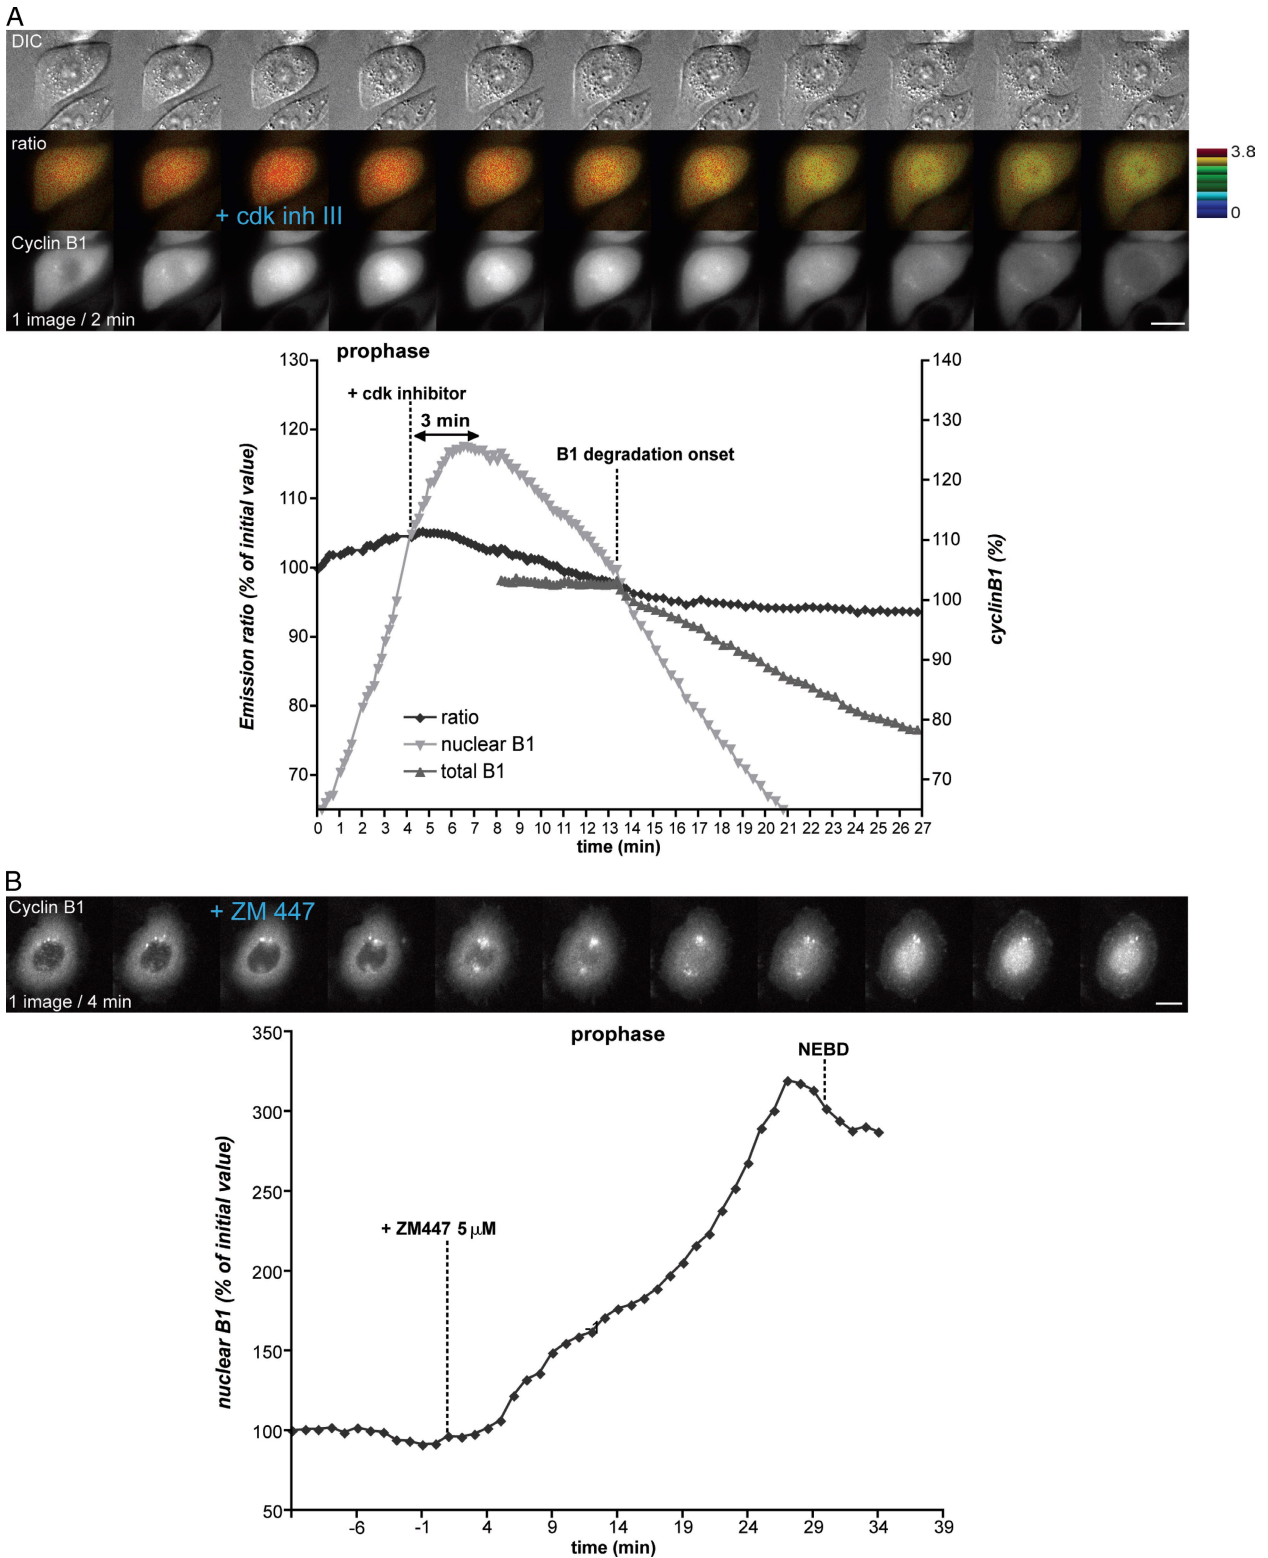 A
DIC
ratio
3.8
+ cdk inh III
0
Cyclin B1
1 image / 2 min
prophase
130
140
+ cdk inhibitor
3 min
130
120
B1 degradation onset
120
110
110
100
100
90
90
80
80
70
70
Emission ratio (% of initial value)
cyclinB1 (%)
ratio
nuclear B1
total B1
0 1 2 3 4 5 6 7 8 9 10 11 12 13 14 15 16 17 18 19 20 21 22 23 24 25 26 27
time (min)
B
Cyclin B1
+ ZM 447
1 image / 4 min
prophase
350
NEBD
300
250
+ ZM447 5 μM
200
150
100
50
nuclear B1 (% of initial value)
-6 -1 4 9 14 19 24 29 34 39
time (min)